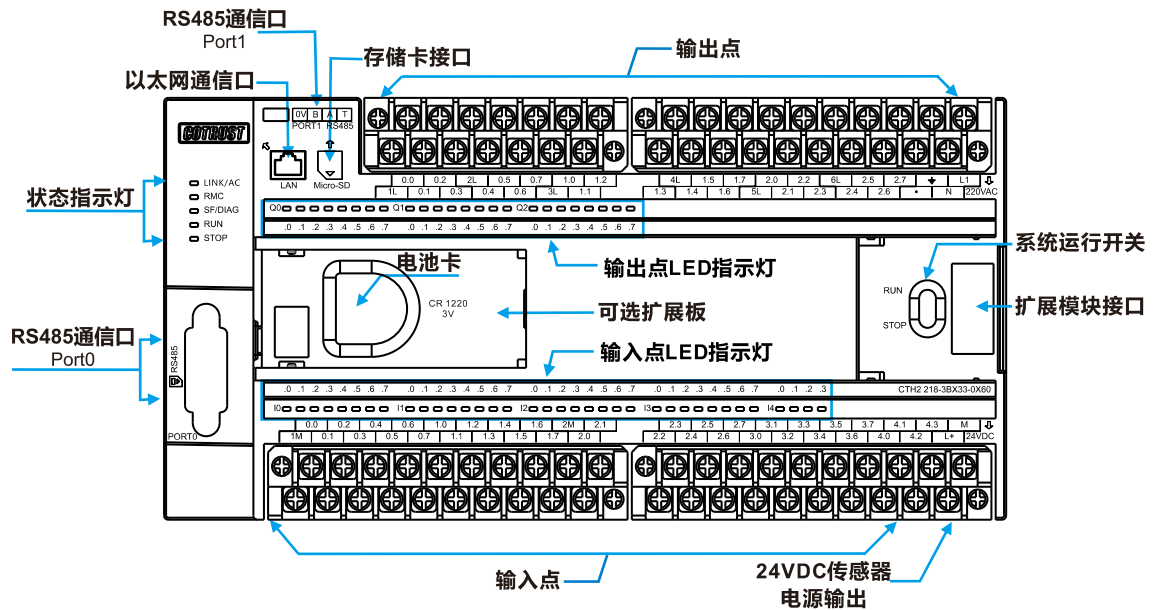 RS485通信口
Port1
存储卡接口
输出点
以太网通信口
0V B A T
PORT1 RS485
COTRUST
LAN
Micro-SD
状态指示灯
LINK/AC
RMC
SF/DIAG
RUN
STOP
0.0 0.2 2L 0.5 0.7 1.0 1.2
1L 0.1 0.3 0.4 0.6 3L 1.1
4L 1.5 1.7 2.0 2.2 6L 2.5 2.7 L1
1.3 1.4 1.6 5L 2.1 2.3 2.4 2.6 • N 220VAC
Q0 Q1 Q2
.0 .1 .2 .3 .4 .5 .6 .7 .0 .1 .2 .3 .4 .5 .6 .7 .0 .1 .2 .3 .4 .5 .6 .7
电池卡
输出点LED指示灯
系统运行开关
CR 1220
3V
可选扩展板
RUN
STOP
扩展模块接口
RS485通信口
Port0
输入点LED指示灯
RS485
PORT0
.0 .1 .2 .3 .4 .5 .6 .7 .0 .1 .2 .3 .4 .5 .6 .7 .0 .1 .2 .3 .4 .5 .6 .7 .0 .1 .2 .3 .4 .5 .6 .7 .0 .1 .2 .3
CTH2 218-3BX33-0X60
I0 I1 I2 I3 I4
0.0 0.2 0.4 0.6 1.0 1.2 1.4 1.6 2M 2.1
1M 0.1 0.3 0.5 0.7 1.1 1.3 1.5 1.7 2.0
2.3 2.5 2.7 3.1 3.3 3.5 3.7 4.1 4.3 M
2.2 2.4 2.6 3.0 3.2 3.4 3.6 4.0 4.2 L+ 24VDC
输入点
24VDC传感器
电源输出